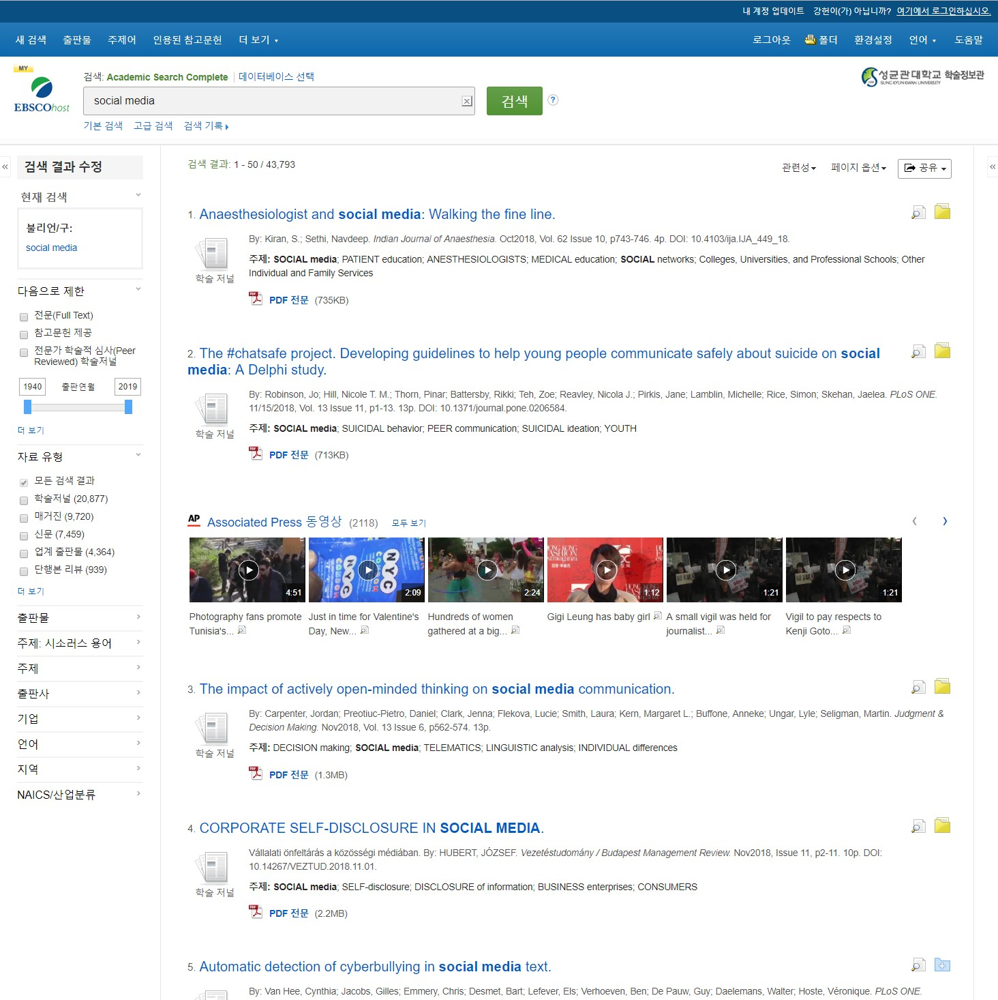 내 계정 업데이트 강헌이(가) 아닙니까? 여기에서 로그인하십시오.
새 검색 출판물 주제어 인용된 참고문헌 더 보기
로그아웃 폴더 환경설정 언어 도움말
MY
EBSCOhost
검색: Academic Search Complete 데이터베이스 선택
social media
검색
?
기본 검색 고급 검색 검색 기록
성균관대학교 학술정보관
SUNGKYUNKWAN UNIVERSITY
«
검색 결과 수정
현재 검색
불리언/구:
social media
다음으로 제한
전문(Full Text)
참고문헌 제공
전문가 학술적 심사(Peer
Reviewed) 학술저널
1940 출판연월 2019
더 보기
자료 유형
모든 검색 결과
학술저널 (20,877)
매거진 (9,720)
신문 (7,459)
업계 출판물 (4,364)
단행본 리뷰 (939)
더 보기
출판물
주제: 시소러스 용어
주제
출판사
기업
언어
지역
NAICS/산업분류
검색 결과: 1 - 50 / 43,793
관련성 페이지 옵션 공유
«
1. Anaesthesiologist and social media: Walking the fine line.
학술 저널
By: Kiran, S.; Sethi, Navdeep. Indian Journal of Anaesthesia. Oct2018, Vol. 62 Issue 10, p743-746. 4p. DOI: 10.4103/ija.IJA_449_18.
주제: SOCIAL media; PATIENT education; ANESTHESIOLOGISTS; MEDICAL education; SOCIAL networks; Colleges, Universities, and Professional Schools; Other
Individual and Family Services
PDF 전문 (735KB)
2. The #chatsafe project. Developing guidelines to help young people communicate safely about suicide on social
media: A Delphi study.
학술 저널
By: Robinson, Jo; Hill, Nicole T. M.; Thorn, Pinar; Battersby, Rikki; Teh, Zoe; Reavley, Nicola J.; Pirkis, Jane; Lamblin, Michelle; Rice, Simon; Skehan, Jaelea. PLoS ONE.
11/15/2018, Vol. 13 Issue 11, p1-13. 13p. DOI: 10.1371/journal.pone.0206584.
주제: SOCIAL media; SUICIDAL behavior; PEER communication; SUICIDAL ideation; YOUTH
PDF 전문 (713KB)
AP Associated Press 동영상 (2118) 모두 보기
4:51
NYC
2:09
2:24
1:12
NO WAR
1:21
NO WAR
1:21
Photography fans promote
Tunisia's...
Just in time for Valentine's
Day, New...
Hundreds of women
gathered at a big...
Gigi Leung has baby girl
A small vigil was held for
journalist...
Vigil to pay respects to
Kenji Goto...
3. The impact of actively open-minded thinking on social media communication.
학술 저널
By: Carpenter, Jordan; Preotiuc-Pietro, Daniel; Clark, Jenna; Flekova, Lucie; Smith, Laura; Kern, Margaret L.; Buffone, Anneke; Ungar, Lyle; Seligman, Martin. Judgment &
Decision Making. Nov2018, Vol. 13 Issue 6, p562-574. 13p.
주제: DECISION making; SOCIAL media; TELEMATICS; LINGUISTIC analysis; INDIVIDUAL differences
PDF 전문 (1.3MB)
4. CORPORATE SELF-DISCLOSURE IN SOCIAL MEDIA.
학술 저널
Vállalati önfeltárás a közösségi médiában. By: HUBERT, JÓZSEF. Vezetéstudomány / Budapest Management Review. Nov2018, Issue 11, p2-11. 10p. DOI:
10.14267/VEZTUD.2018.11.01.
주제: SOCIAL media; SELF-disclosure; DISCLOSURE of information; BUSINESS enterprises; CONSUMERS
PDF 전문 (2.2MB)
5. Automatic detection of cyberbullying in social media text.
By: Van Hee, Cynthia; Jacobs, Gilles; Emmery, Chris; Desmet, Bart; Lefever, Els; Verhoeven, Ben; De Pauw, Guy; Daelemans, Walter; Hoste, Véronique. PLoS ONE.